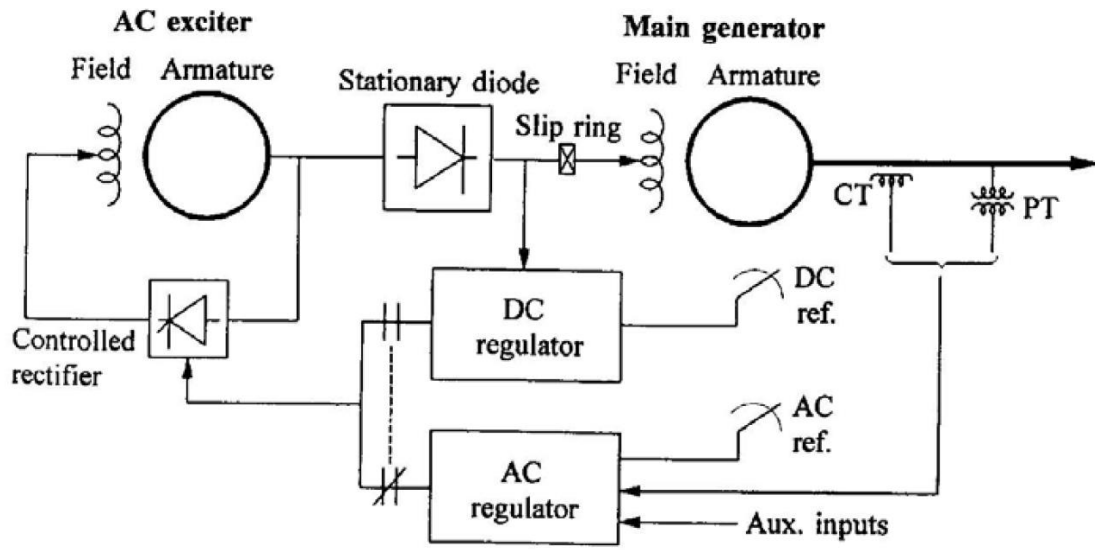 AC exciter
Main generator
Field
Armature
Stationary diode
Field
Armature
Slip ring
CT
PT
Controlled
rectifier
DC
regulator
DC
ref.
AC
regulator
AC
ref.
Aux. inputs